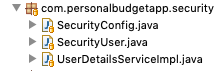 com.personalbudgetapp.security
SecurityConfig.java
SecurityUser.java
UserDetailsServiceImpl.java